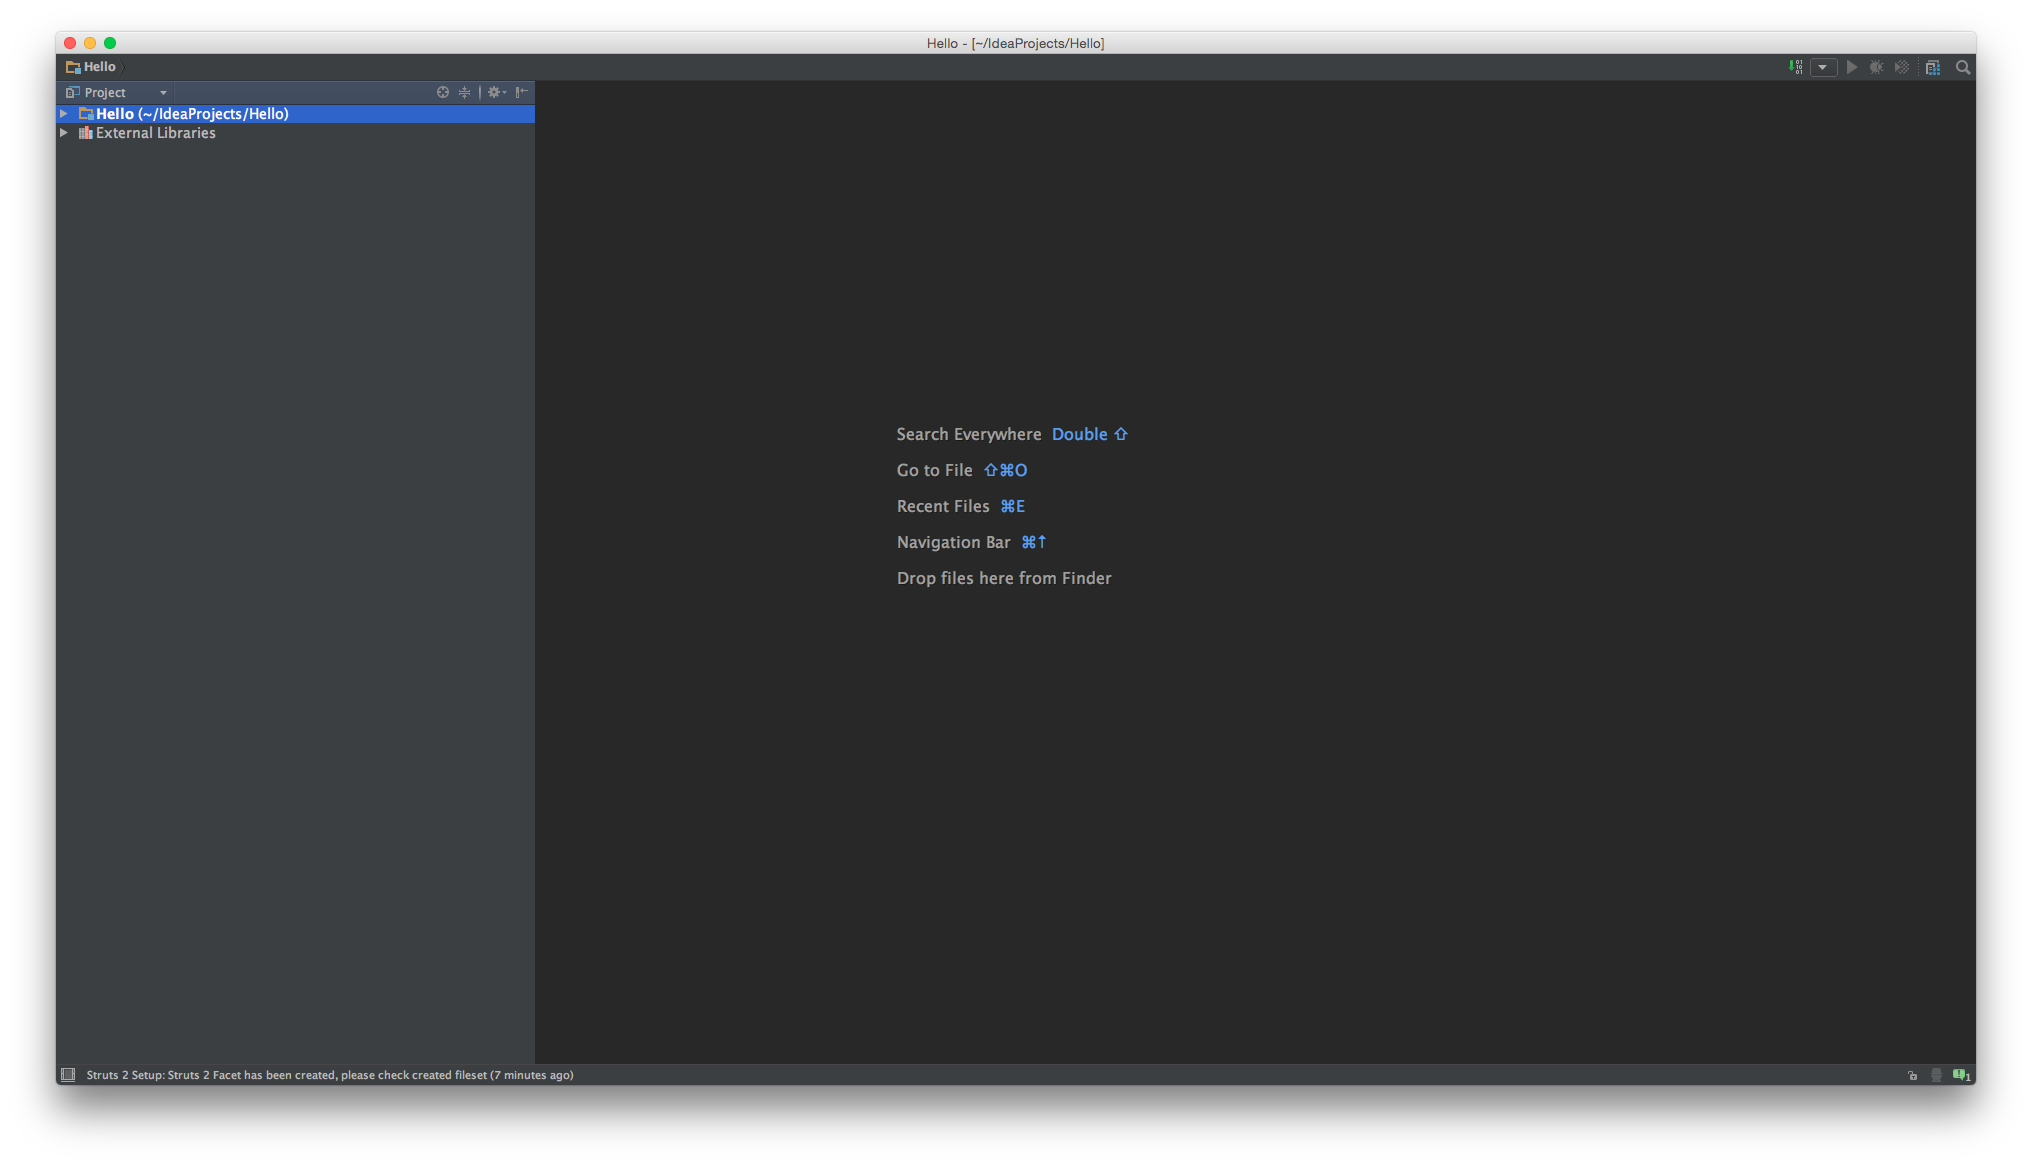 Hello - [~/IdeaProjects/Hello]
Hello
Project
Hello (~/IdeaProjects/Hello)
External Libraries
Search Everywhere Double ⇧
Go to File ⇧⌘O
Recent Files ⌘E
Navigation Bar ⌘↑
Drop files here from Finder
Struts 2 Setup: Struts 2 Facet has been created, please check created fileset (7 minutes ago)
1